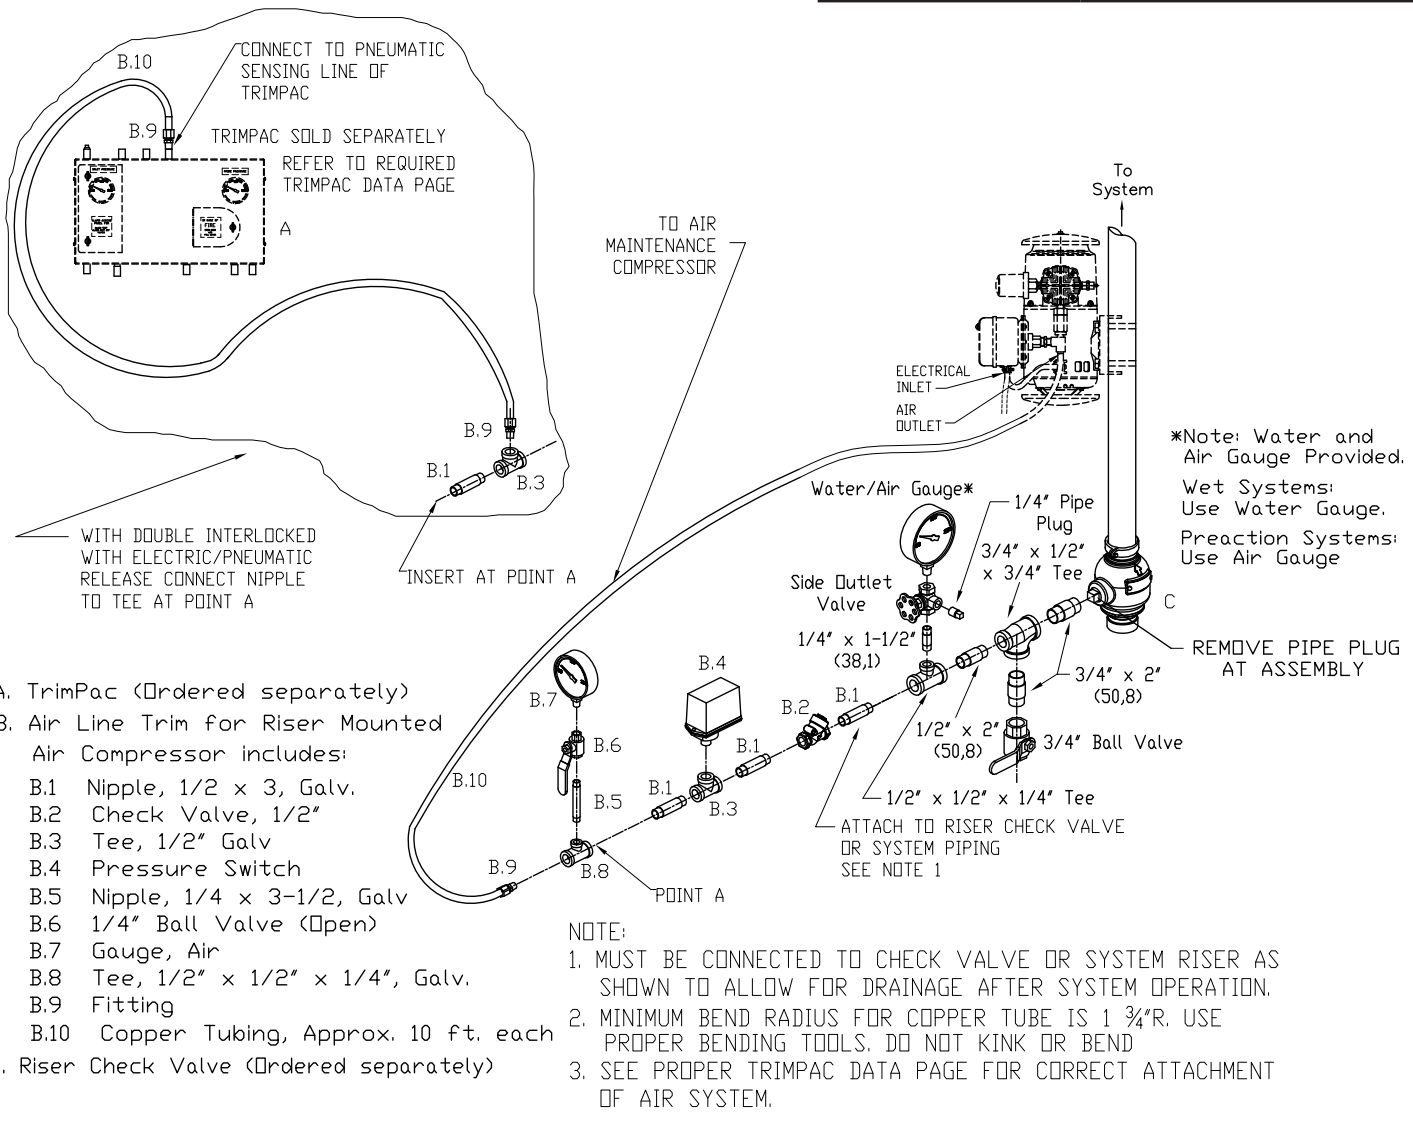 B.10
CONNECT TO PNEUMATIC
SENSING LINE OF
TRIMPAC
B.9
TRIMPAC SOLD SEPARATELY
REFER TO REQUIRED
TRIMPAC DATA PAGE
A
FIRE
To
System
TO AIR
MAINTENANCE
COMPRESSOR
ELECTRICAL
INLET
AIR
OUTLET
B.9
B.1
B.3
WITH DOUBLE INTERLOCKED
WITH ELECTRIC/PNEUMATIC
RELEASE CONNECT NIPPLE
TO TEE AT POINT A
INSERT AT POINT A
*Note: Water and
Air Gauge Provided.
Wet Systems:
Use Water Gauge.
Preaction Systems:
Use Air Gauge
Water/Air Gauge*
1/4" Pipe
Plug
3/4" x 1/2"
x 3/4" Tee
Side Outlet
Valve
1/4" x 1-1/2"
(38,1)
C
REMOVE PIPE PLUG
AT ASSEMBLY
3/4" x 2"
(50,8)
1/2" x 2"
(50,8)
3/4" Ball Valve
1/2" x 1/2" x 1/4" Tee
ATTACH TO RISER CHECK VALVE
OR SYSTEM PIPING
SEE NOTE 1
B.4
B.7
B.2
B.1
B.6
B.1
B.10
B.5
B.1
B.3
B.9
B.8
POINT A
A. TrimPac (Ordered separately)
B. Air Line Trim for Riser Mounted
Air Compressor includes:
B.1 Nipple, 1/2 x 3, Galv.
B.2 Check Valve, 1/2"
B.3 Tee, 1/2" Galv
B.4 Pressure Switch
B.5 Nipple, 1/4 x 3-1/2, Galv
B.6 1/4" Ball Valve (Open)
B.7 Gauge, Air
B.8 Tee, 1/2" x 1/2" x 1/4", Galv.
B.9 Fitting
B.10 Copper Tubing, Approx. 10 ft. each
. Riser Check Valve (Ordered separately)
NOTE:
1. MUST BE CONNECTED TO CHECK VALVE OR SYSTEM RISER AS
SHOWN TO ALLOW FOR DRAINAGE AFTER SYSTEM OPERATION.
2. MINIMUM BEND RADIUS FOR COPPER TUBE IS 1 ¾"R. USE
PROPER BENDING TOOLS. DO NOT KINK OR BEND
3. SEE PROPER TRIMPAC DATA PAGE FOR CORRECT ATTACHMENT
OF AIR SYSTEM.